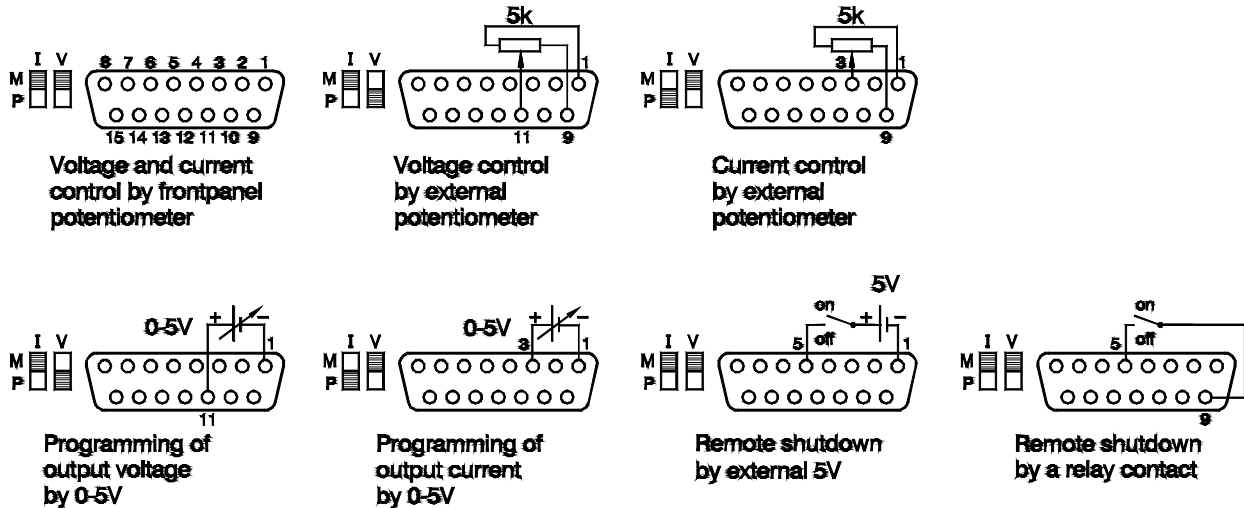 I V
M
P
8 7 6 5 4 3 2 1
15 14 13 12 11 10 9
Voltage and current
control by frontpanel
potentiometer
5k
I V
M
P
1
11 9
Voltage control
by external
potentiometer
5k
I V
M
P
3 1
9
Current control
by external
potentiometer
0-5V + -
I V
M
P
1
11
Programming of
output voltage
by 0-5V
0-5V + -
I V
M
P
3 1
Programming of
output current
by 0-5V
5V
on + -
off
I V
M
P
5 1
Remote shutdown
by external 5V
on
off
I V
M
P
5
9
Remote shutdown
by a relay contact